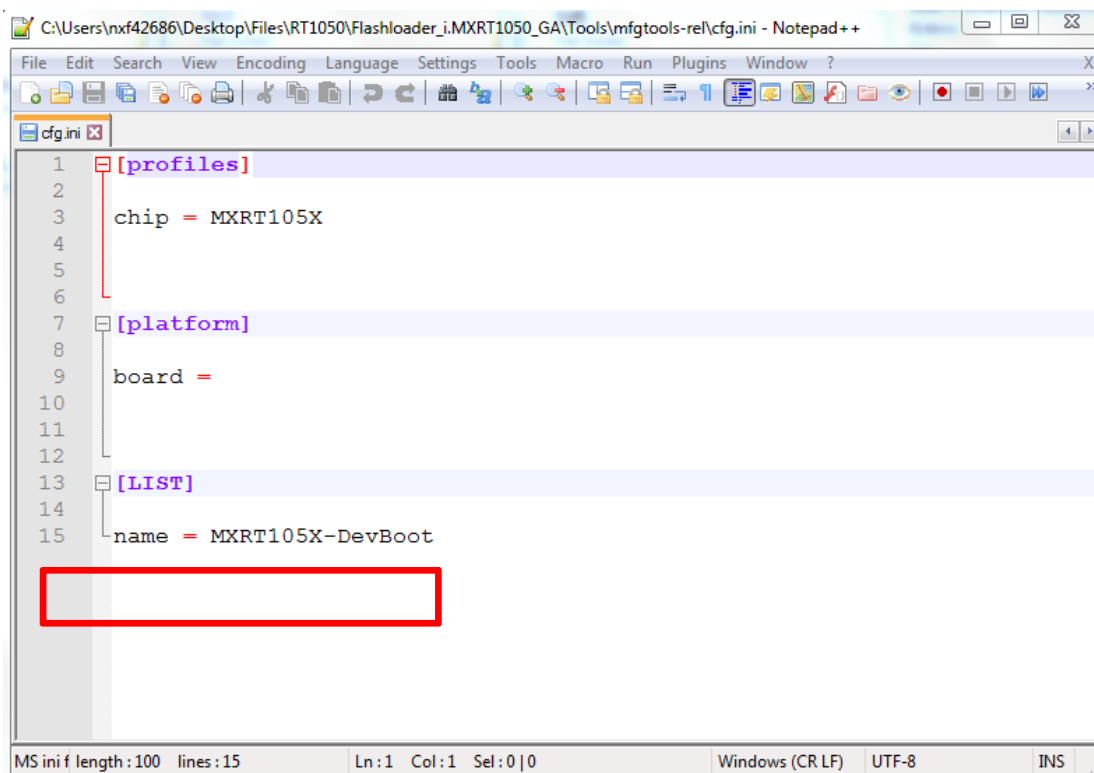 C:\Users\nxf42686\Desktop\Files\RT1050\Flashloader_i.MXRT1050_GA\Tools\mfgtools-rel\cfg.ini - Notepad++
File Edit Search View Encoding Language Settings Tools Macro Run Plugins Window ? X
cfg.ini
1 [profiles]
2
3 chip = MXRT105X
4
5
6
7 [platform]
8
9 board =
10
11
12
13 [LIST]
14
15 name = MXRT105X-DevBoot
MS ini f length : 100 lines : 15 Ln : 1 Col : 1 Sel : 0 | 0 Windows (CR LF) UTF-8 INS